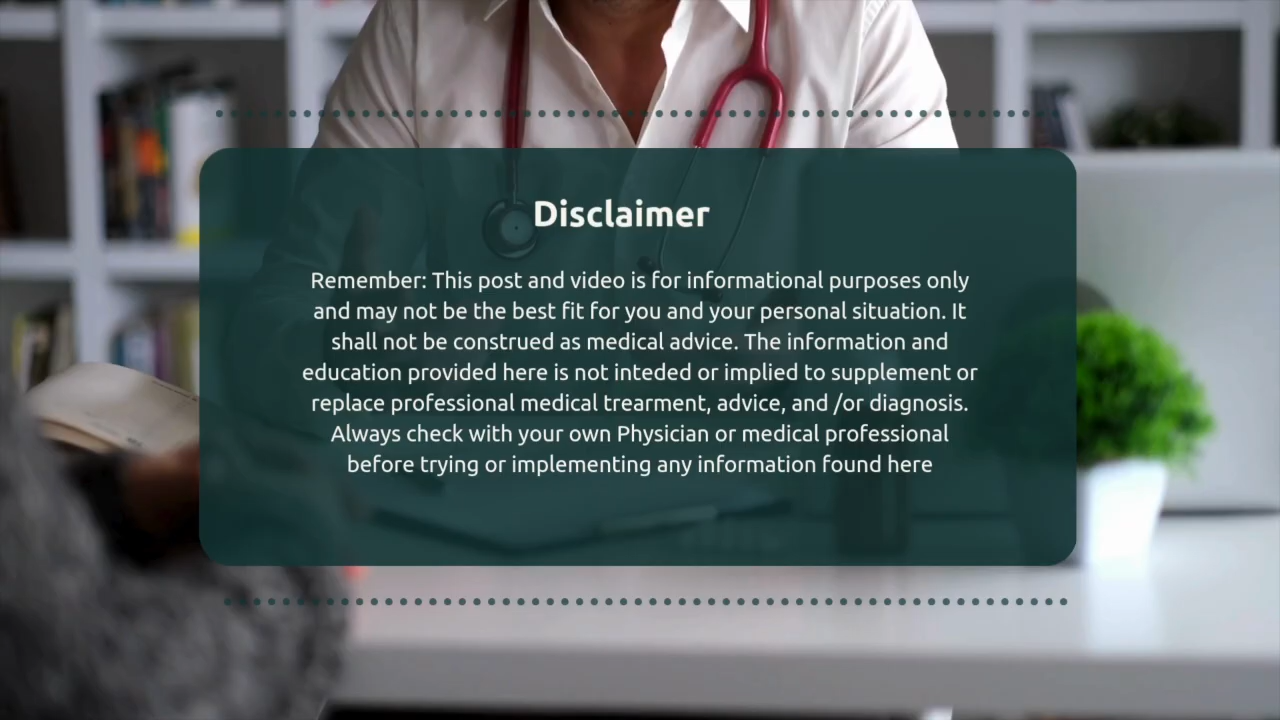 Disclaimer
Remember: This post and video is for informational purposes only
and may not be the best fit for you and your personal situation. It
shall not be construed as medical advice. The information and
education provided here is not inteded or implied to supplement or
replace professional medical trearment, advice, and /or diagnosis.
Always check with your own Physician or medical professional
before trying or implementing any information found here